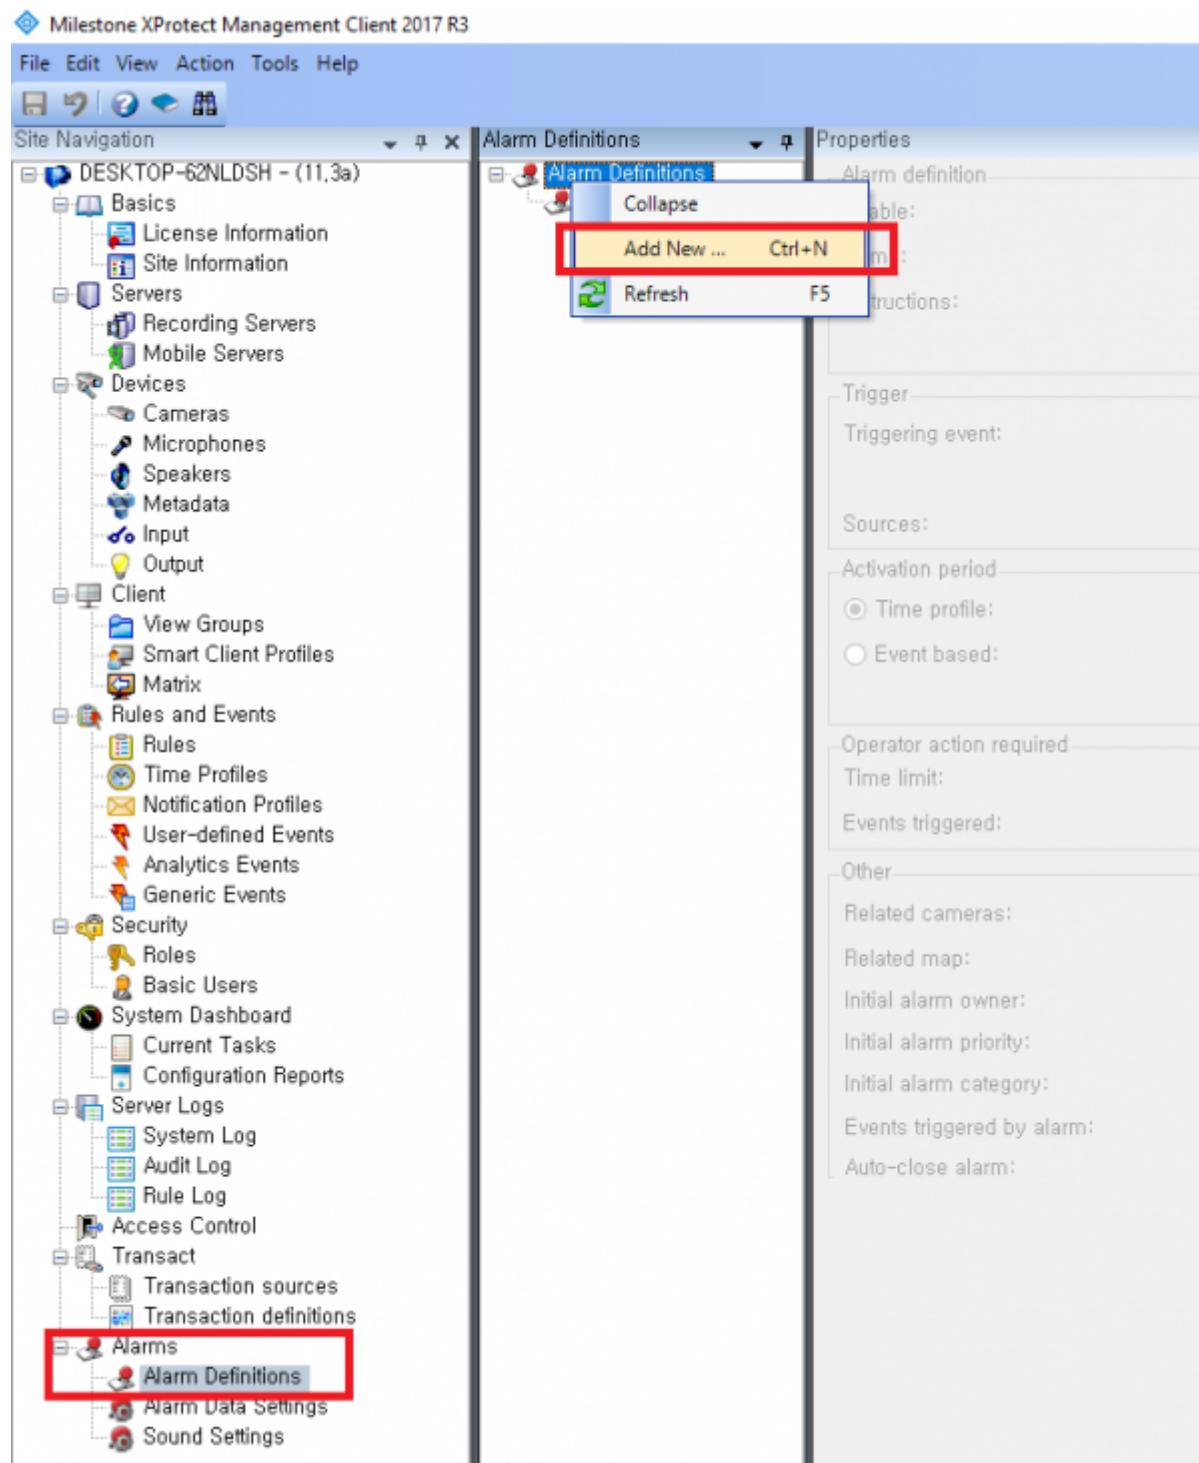 Milestone XProtect Management Client 2017 R3
File Edit View Action Tools Help
Site Navigation
DESKTOP-62NLDSH - (11,3a)
Basics
License Information
Site Information
Servers
Recording Servers
Mobile Servers
Devices
Cameras
Microphones
Speakers
Metadata
Input
Output
Client
View Groups
Smart Client Profiles
Matrix
Rules and Events
Rules
Time Profiles
Notification Profiles
User-defined Events
Analytics Events
Generic Events
Security
Roles
Basic Users
System Dashboard
Current Tasks
Configuration Reports
Server Logs
System Log
Audit Log
Rule Log
Access Control
Transact
Transaction sources
Transaction definitions
Alarms
Alarm Definitions
Alarm Data Settings
Sound Settings
Alarm Definitions
Alarm Definitions
Collapse
Add New ... Ctrl+N
Refresh F5
Properties
Alarm definition
Trigger
Triggering event:
Sources:
Activation period
Time profile:
Event based:
Operator action required
Time limit:
Events triggered:
Other
Related cameras:
Related map:
Initial alarm owner:
Initial alarm priority:
Initial alarm category:
Events triggered by alarm:
Auto-close alarm: